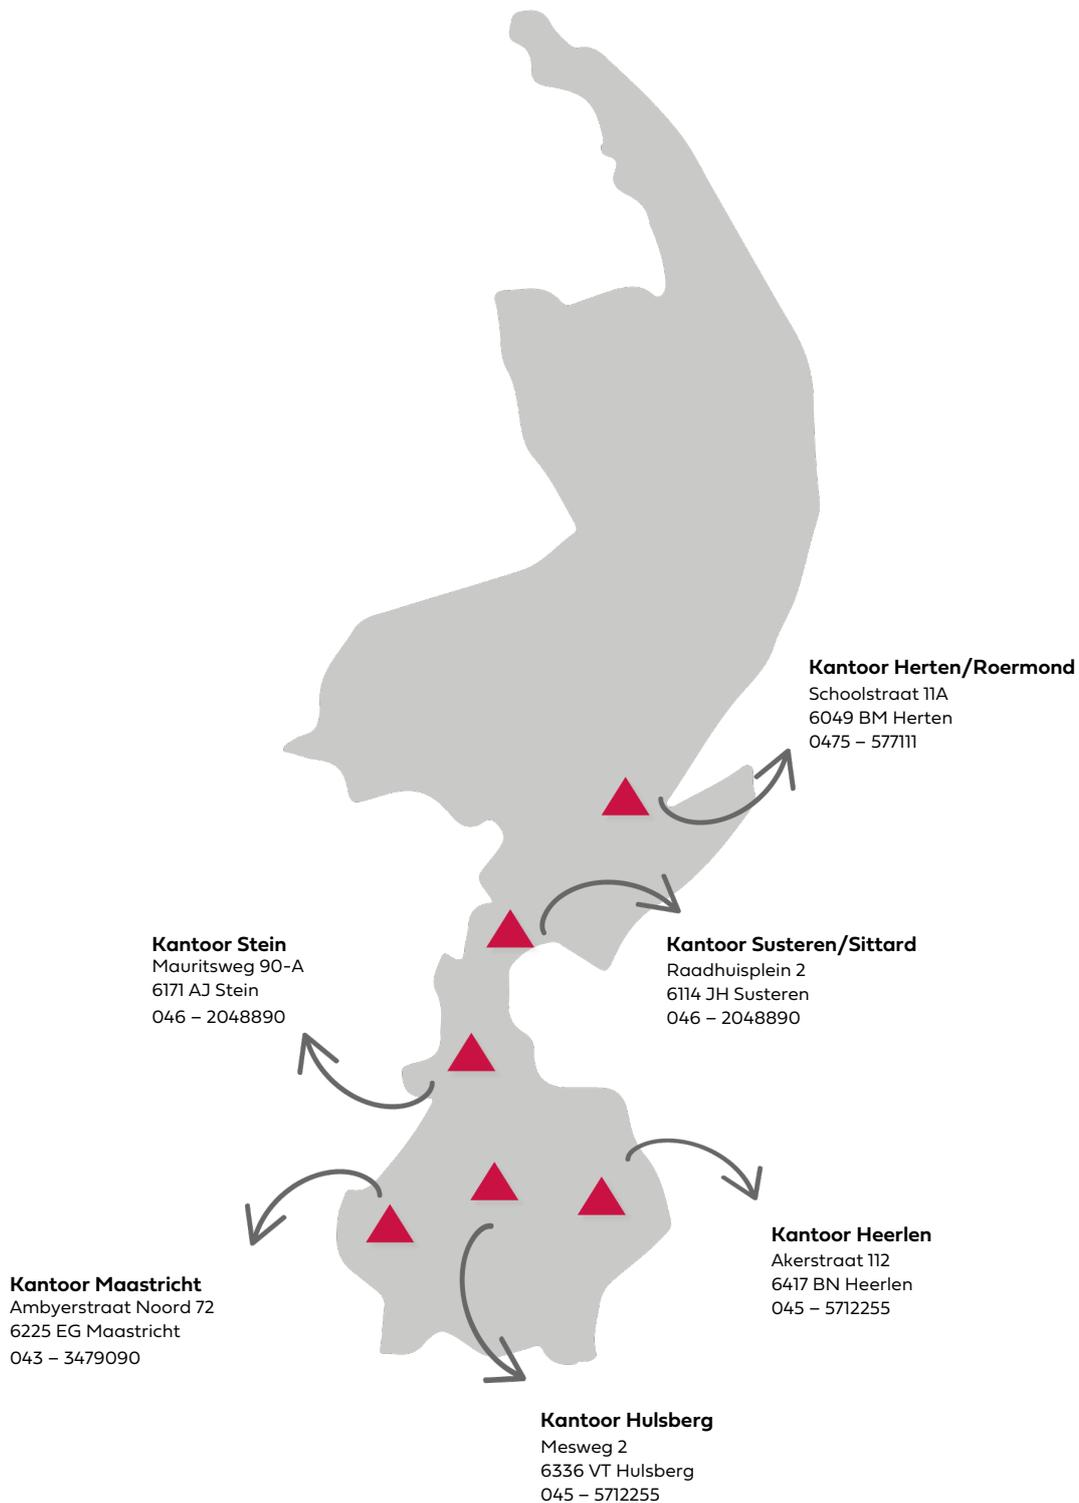 Kantoor Herten/Roermond
Schoolstraat 11A
6049 BM Herten
0475 – 577111
Kantoor Stein
Mauritsweg 90-A
6171 AJ Stein
046 – 2048890
Kantoor Susteren/Sittard
Raadhuisplein 2
6114 JH Susteren
046 – 2048890
Kantoor Heerlen
Akerstraat 112
6417 BN Heerlen
045 – 5712255
Kantoor Maastricht
Ambyerstraat Noord 72
6225 EG Maastricht
043 – 3479090
Kantoor Hulsberg
Mesweg 2
6336 VT Hulsberg
045 – 5712255